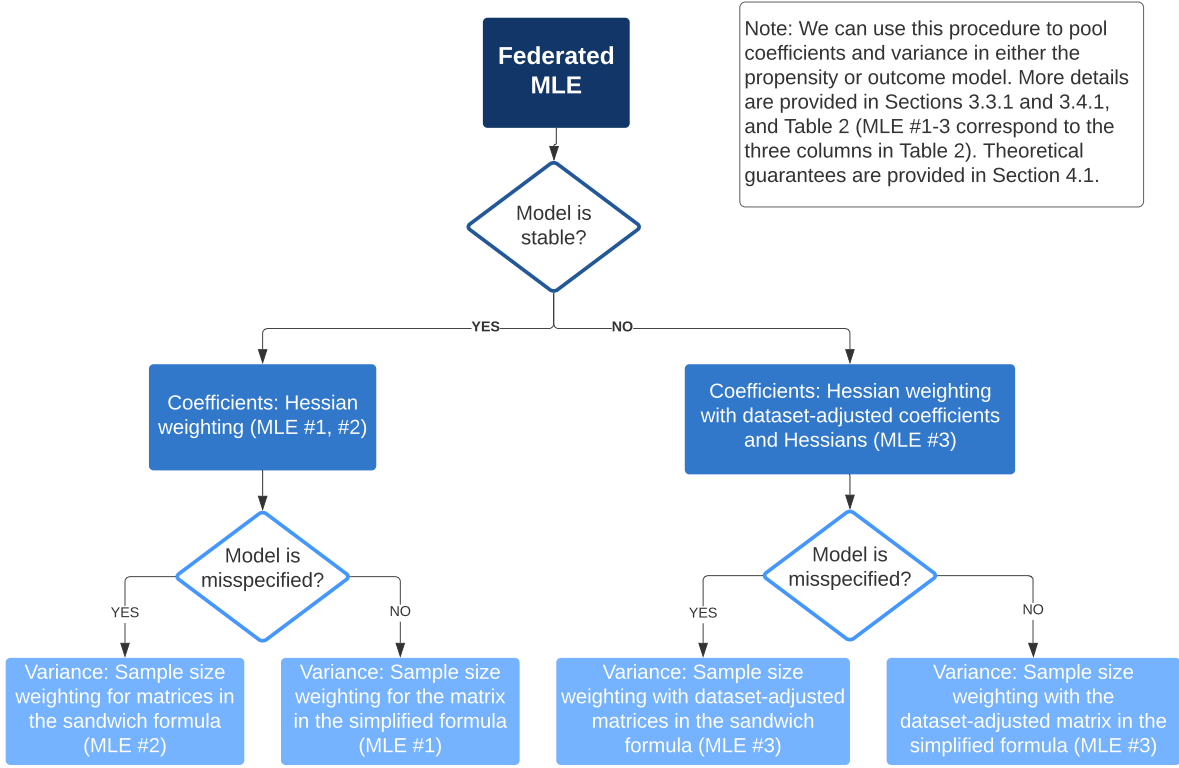 Federated
MLE
Note: We can use this procedure to pool
coefficients and variance in either the
propensity or outcome model. More details
are provided in Sections 3.3.1 and 3.4.1,
and Table 2 (MLE #1-3 correspond to the
three columns in Table 2). Theoretical
guarantees are provided in Section 4.1.
Model is
stable?
YES
NO
Coefficients: Hessian
weighting (MLE #1, #2)
Coefficients: Hessian weighting
with dataset-adjusted coefficients
and Hessians (MLE #3)
Model is
misspecified?
YES
NO
Model is
misspecified?
YES
NO
Variance: Sample size
weighting for matrices in
the sandwich formula
(MLE #2)
Variance: Sample size
weighting for the matrix
in the simplified formula
(MLE #1)
Variance: Sample size
weighting with dataset-adjusted
matrices in the sandwich
formula (MLE #3)
Variance: Sample size
weighting with the
dataset-adjusted matrix in the
simplified formula (MLE #3)